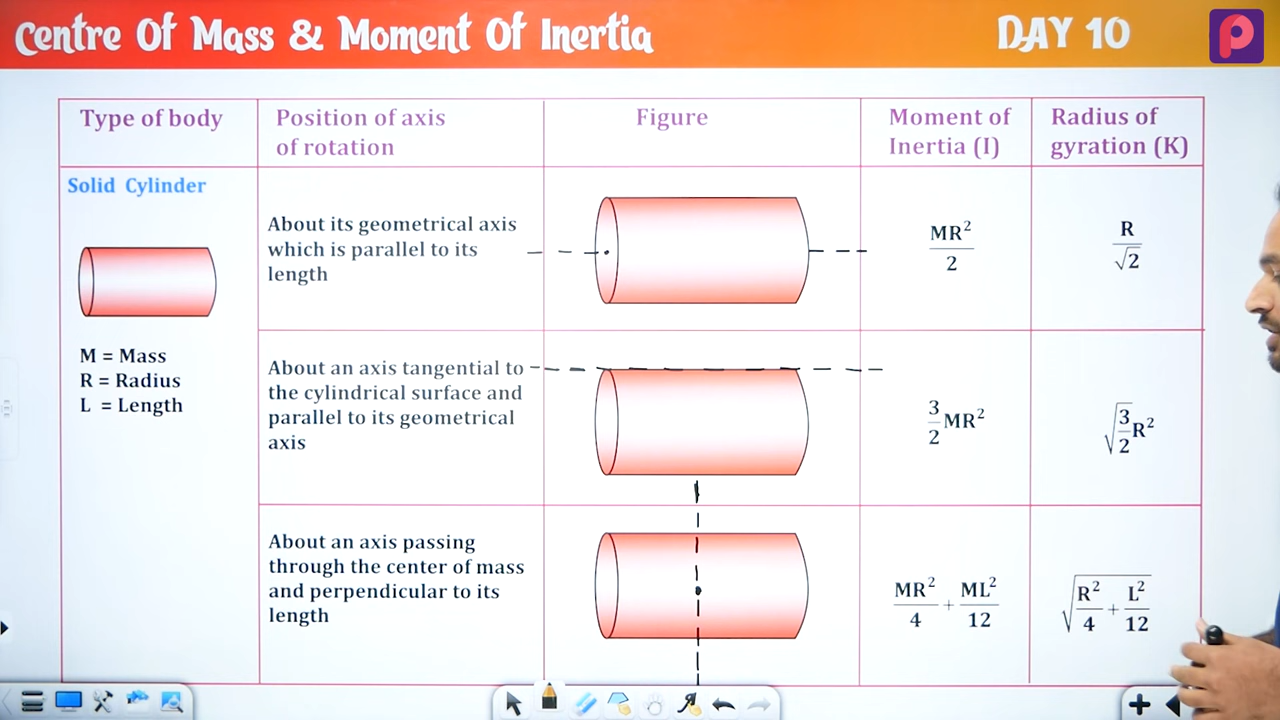 Centre Of Mass & Moment Of Inertia
DAY 10
Type of body
Position of axis
of rotation
Figure
Moment of
Inertia (I)
Radius of
gyration (K)
Solid Cylinder
M = Mass
R = Radius
L = Length
About its geometrical axis
which is parallel to its
length
MR²/2
R/√2
About an axis tangential to
the cylindrical surface and
parallel to its geometrical
axis
3/2 MR²
√(3/2) R²
About an axis passing
through the center of mass
and perpendicular to its
length
MR²/4 + ML²/12
√(R²/4 + L²/12)